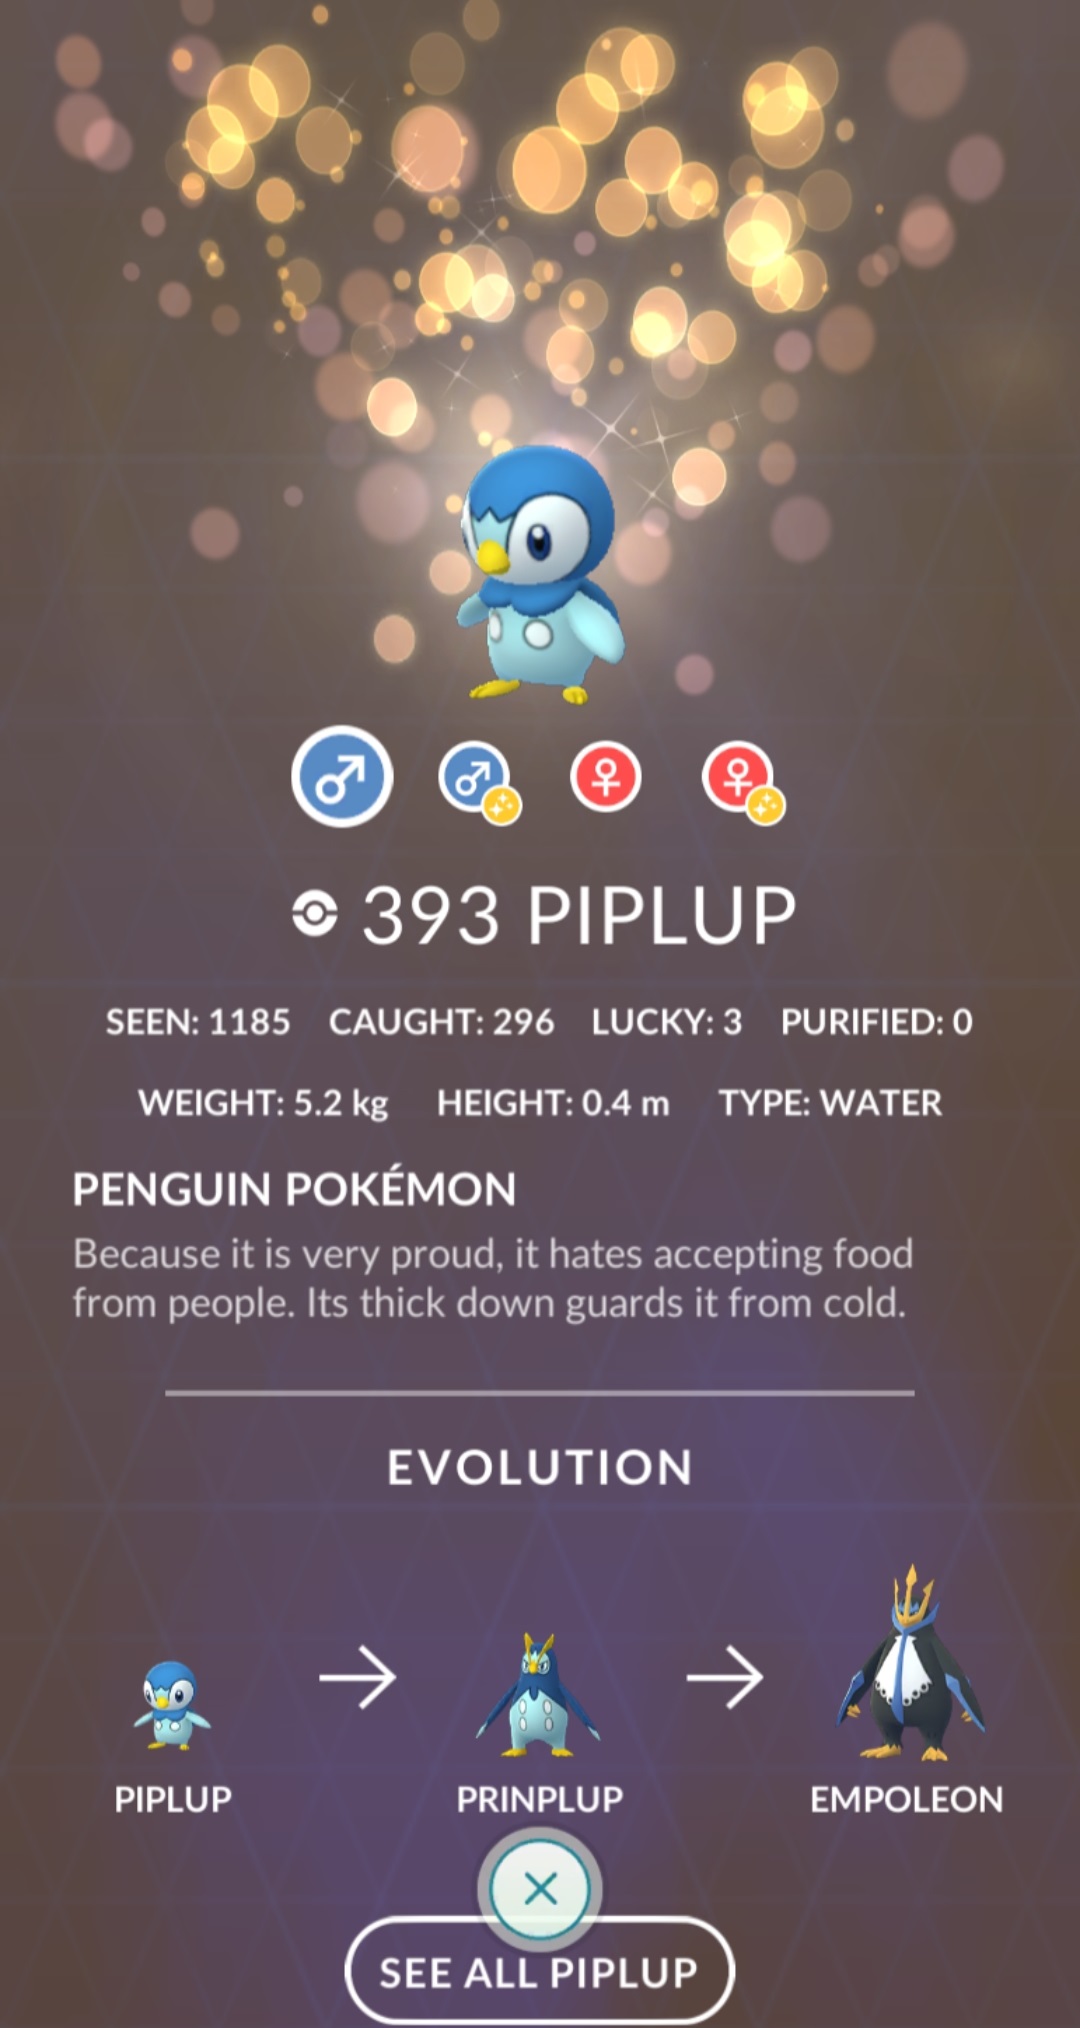 393 PIPLUP
SEEN: 1185 CAUGHT: 296 LUCKY: 3 PURIFIED: 0
WEIGHT: 5.2 kg HEIGHT: 0.4 m TYPE: WATER
PENGUIN POKÉMON
Because it is very proud, it hates accepting food
from people. Its thick down guards it from cold.
EVOLUTION
PIPLUP PRINPLUP EMPOLEON
SEE ALL PIPLUP